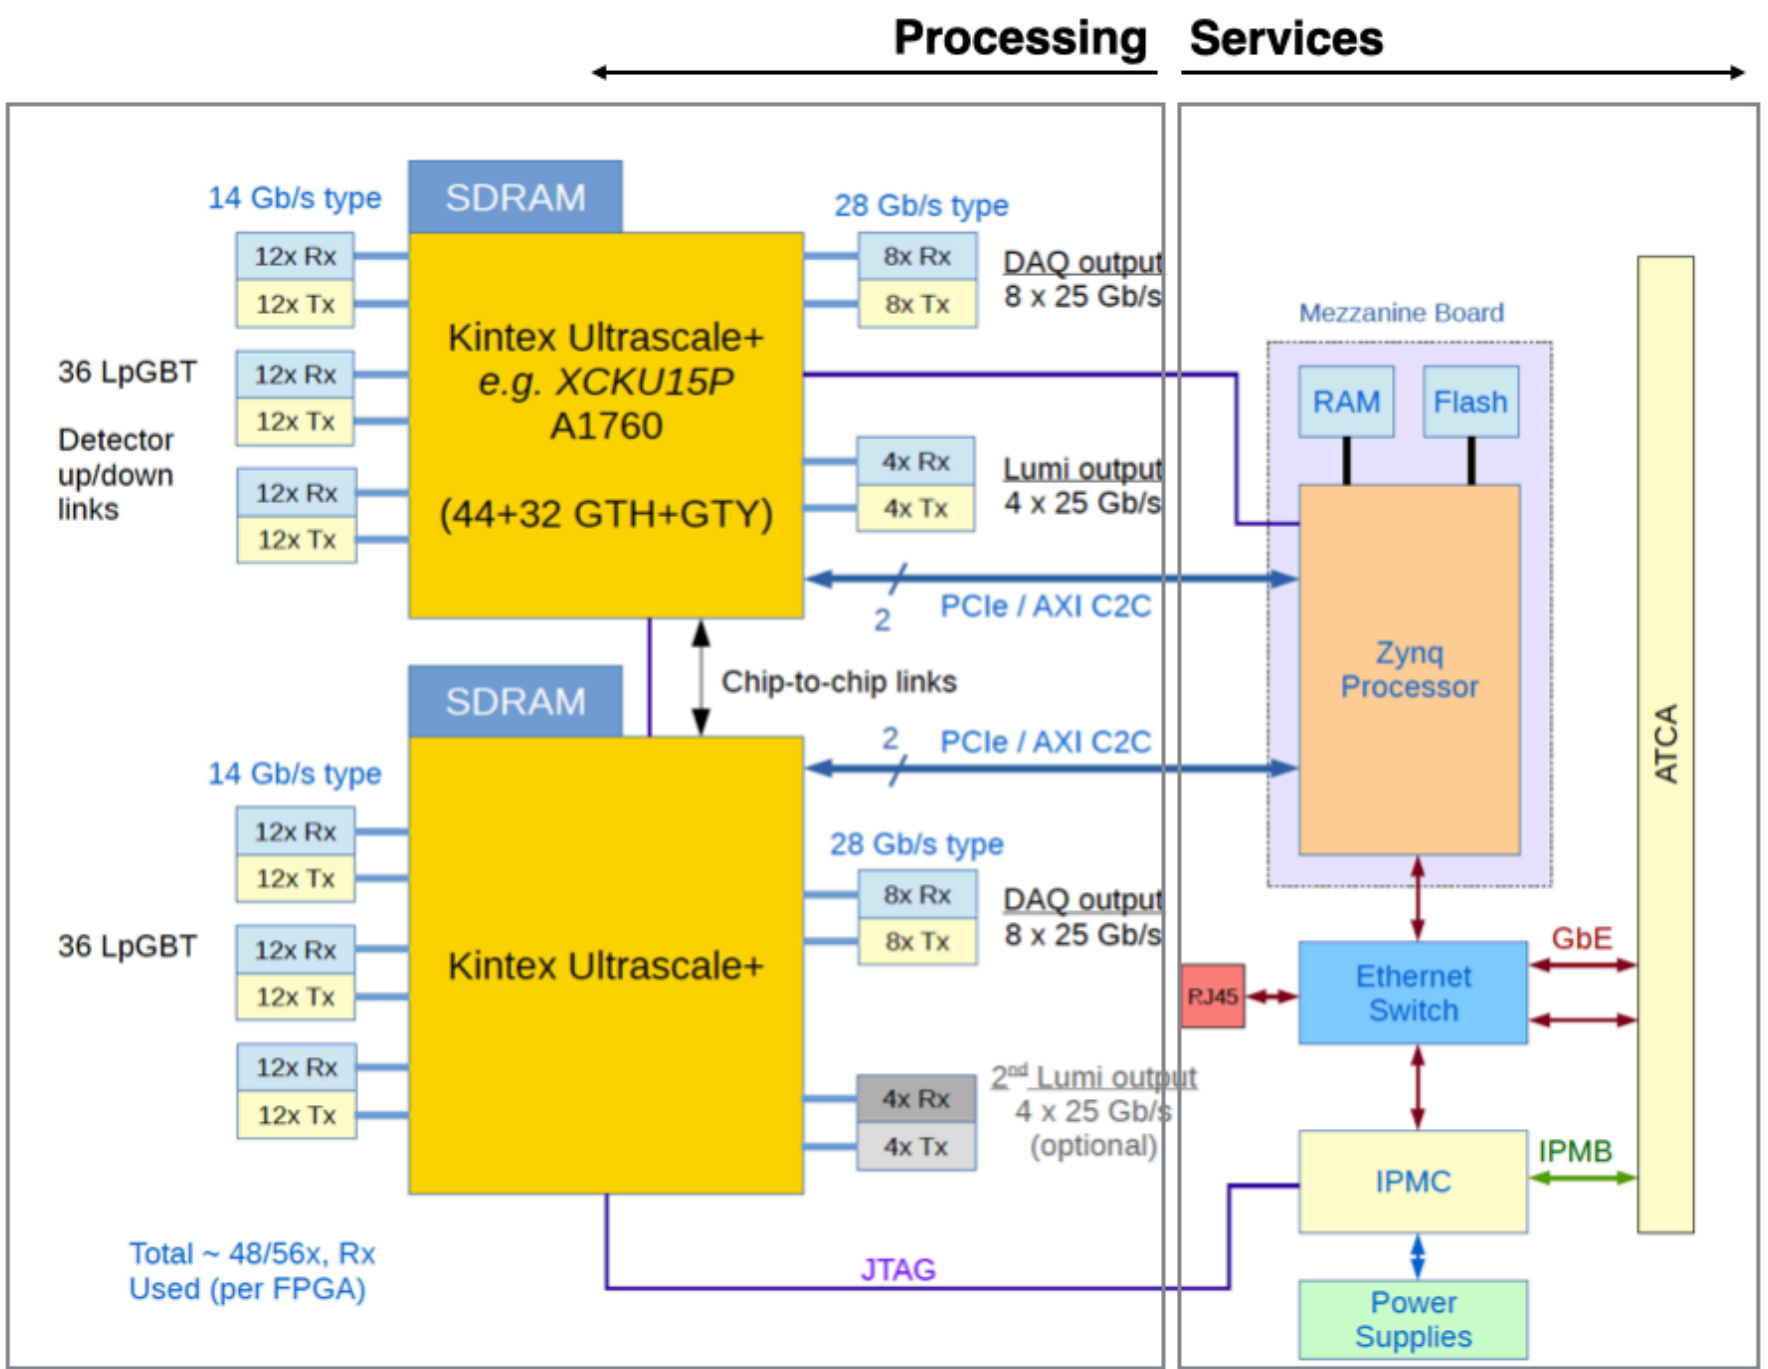 Processing
Services
14 Gb/s type
SDRAM
28 Gb/s type
12x Rx
12x Tx
12x Rx
12x Tx
12x Rx
12x Tx
36 LpGBT
Detector
up/down
links
Kintex Ultrascale+
e.g. XCKU15P
A1760
(44+32 GTH+GTY)
8x Rx
8x Tx
DAQ output
8 x 25 Gb/s
4x Rx
4x Tx
Lumi output
4 x 25 Gb/s
2
PCIe / AXI C2C
Chip-to-chip links
SDRAM
2
PCIe / AXI C2C
14 Gb/s type
12x Rx
12x Tx
12x Rx
12x Tx
12x Rx
12x Tx
36 LpGBT
Kintex Ultrascale+
28 Gb/s type
8x Rx
8x Tx
DAQ output
8 x 25 Gb/s
4x Rx
4x Tx
2nd Lumi output
4 x 25 Gb/s
(optional)
Total ~ 48/56x, Rx
Used (per FPGA)
JTAG
Mezzanine Board
RAM
Flash
Zynq
Processor
ATCA
GbE
RJ45
Ethernet
Switch
IPMC
IPMB
Power
Supplies